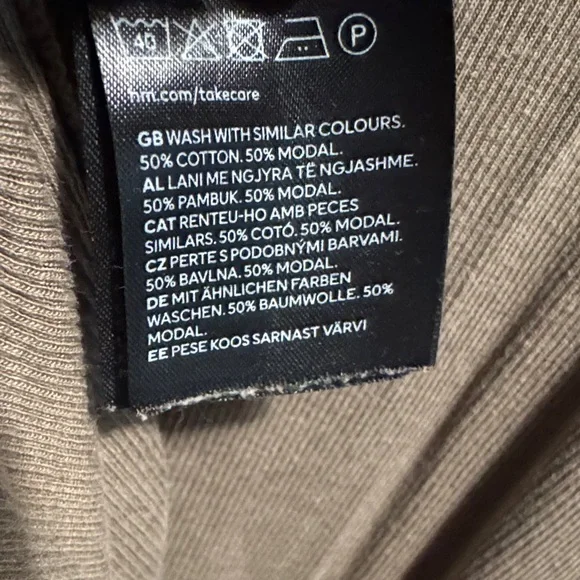 40 P
hm.com/takecare
GB WASH WITH SIMILAR COLOURS.
50% COTTON. 50% MODAL.
AL LANI ME NGJYRA TË NGJASHME.
50% PAMBUK. 50% MODAL.
CAT RENTEU-HO AMB PECES
SIMILARS. 50% COTÓ. 50% MODAL.
CZ PERTE S PODOBNÝMI BARVAMI.
50% BAVLNA. 50% MODAL.
DE MIT ÄHNLICHEN FARBEN
WASCHEN. 50% BAUMWOLLE. 50%
MODAL.
EE PESE KOOS SARNAST VÄRVI